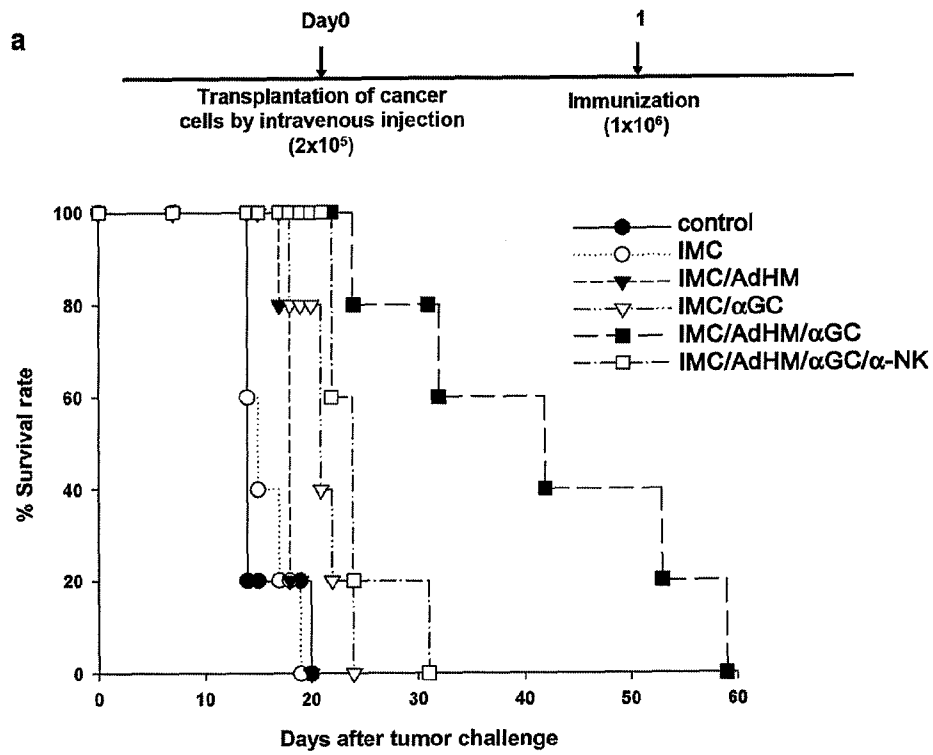 a
Day0
1
Transplantation of cancer
cells by intravenous injection
(2x10⁵)
Immunization
(1x10⁶)
% Survival rate
100
80
60
40
20
0
0
10
20
30
40
50
60
Days after tumor challenge
control
IMC
IMC/AdHM
IMC/αGC
IMC/AdHM/αGC
IMC/AdHM/αGC/α-NK